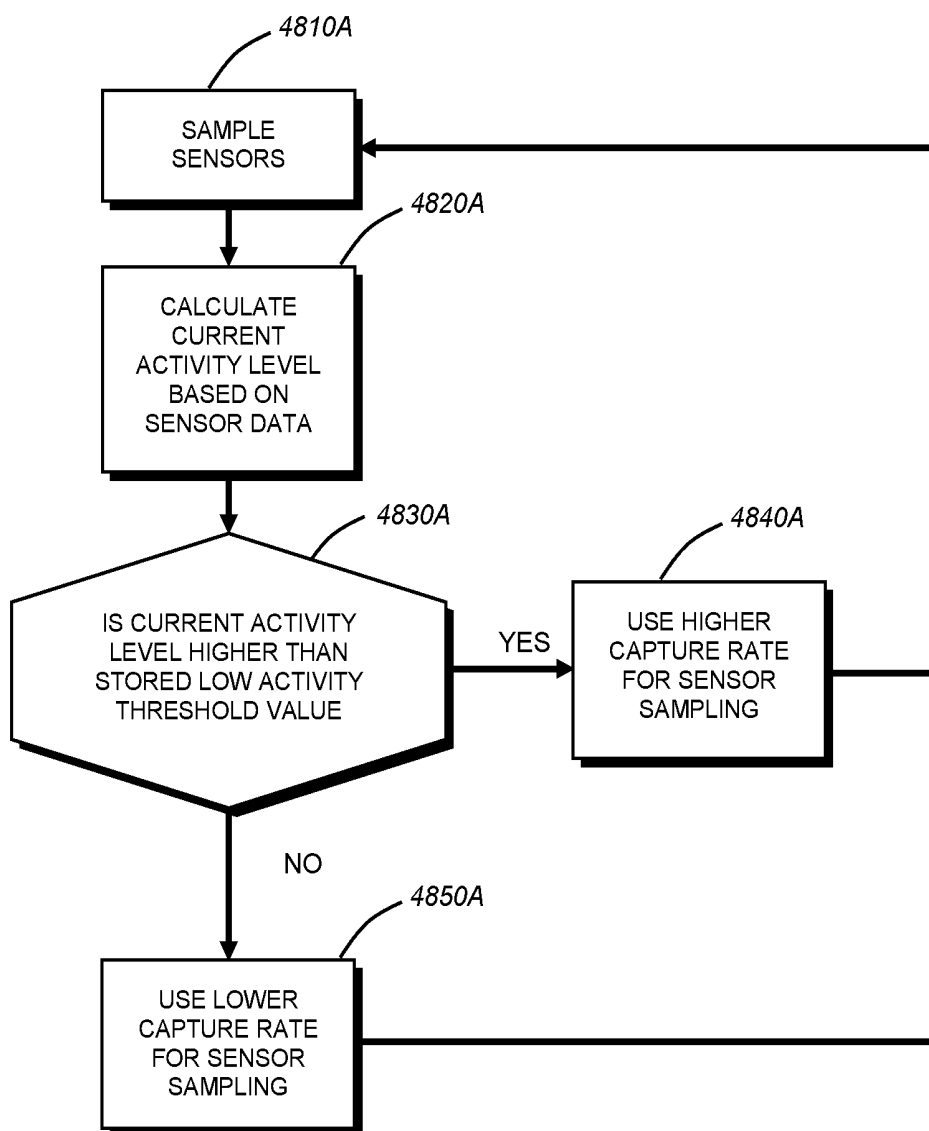 4810A
SAMPLE
SENSORS
4820A
CALCULATE
CURRENT
ACTIVITY LEVEL
BASED ON
SENSOR DATA
4830A
IS CURRENT ACTIVITY
LEVEL HIGHER THAN
STORED LOW ACTIVITY
THRESHOLD VALUE
YES
4840A
USE HIGHER
CAPTURE RATE
FOR SENSOR
SAMPLING
NO
4850A
USE LOWER
CAPTURE RATE
FOR SENSOR
SAMPLING